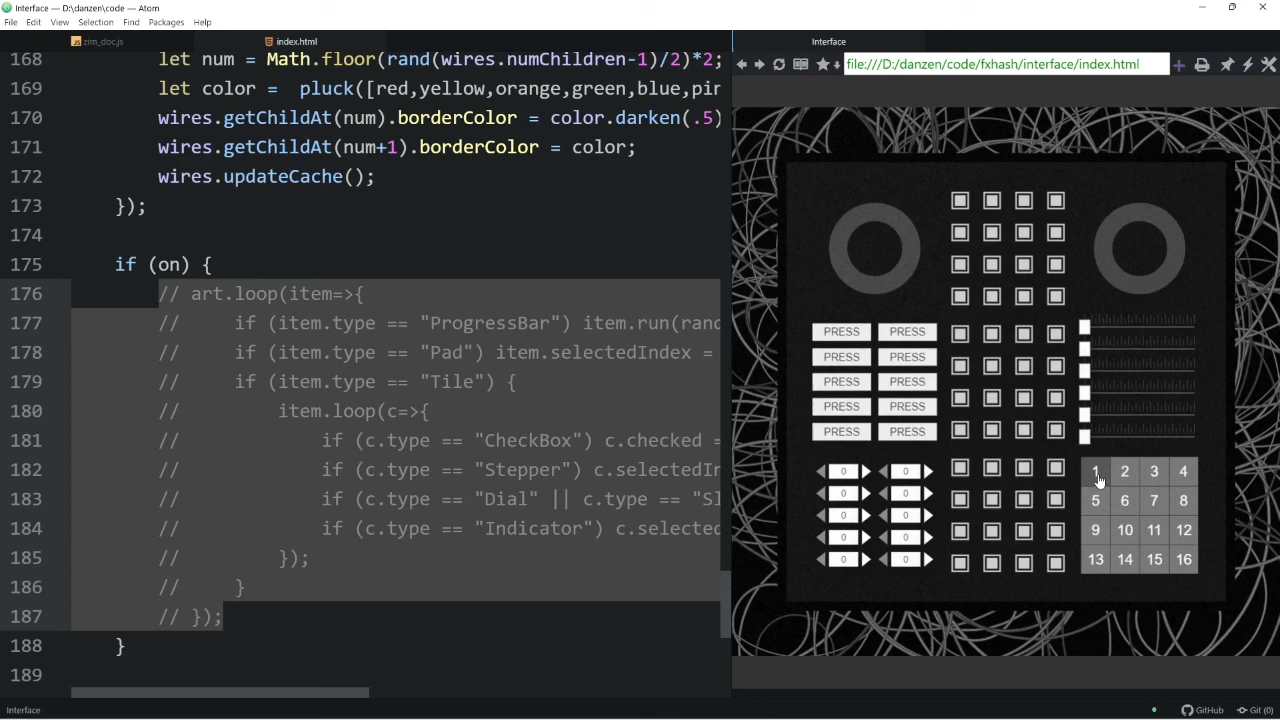 Interface — D:\danzen\code — Atom
File Edit View Selection Find Packages Help
zim_doc.js index.html Interface
file:///D:/danzen/code/fxhash/interface/index.html
168 let num = Math.floor(rand(wires.numChildren-1)/2)*2;
169 let color = pluck([red,yellow,orange,green,blue,pin
170 wires.getChildAt(num).borderColor = color.darken(.5)
171 wires.getChildAt(num+1).borderColor = color;
172 wires.updateCache();
173 });
174
175 if (on) {
176 // art.loop(item=>{
177 // if (item.type == "ProgressBar") item.run(rand
178 // if (item.type == "Pad") item.selectedIndex =
179 // if (item.type == "Tile") {
180 // item.loop(c=>{
181 // if (c.type == "CheckBox") c.checked =
182 // if (c.type == "Stepper") c.selectedIn
183 // if (c.type == "Dial" || c.type == "Sl
184 // if (c.type == "Indicator") c.selected
185 // });
186 // }
187 // });
188 }
189
PRESS PRESS
PRESS PRESS
PRESS PRESS
PRESS PRESS
PRESS PRESS
0 0
0 0
0 0
0 0
0 0
1 2 3 4
5 6 7 8
9 10 11 12
13 14 15 16
Interface GitHub Git (0)